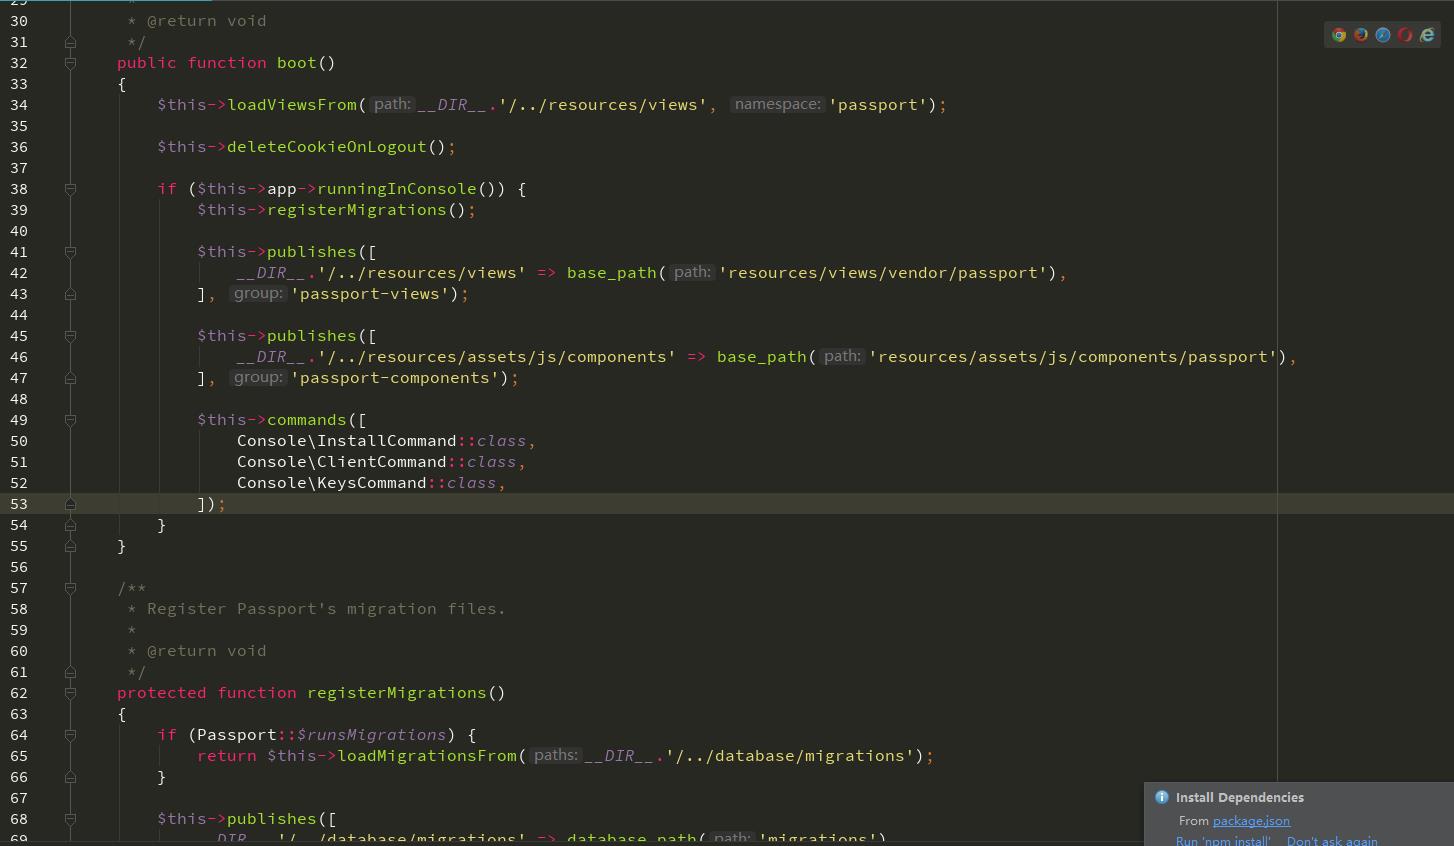 29 *
30 * @return void
31 */
32 public function boot()
33 {
34 $this->loadViewsFrom( path: __DIR__.'/../resources/views', namespace: 'passport');
35
36 $this->deleteCookieOnLogout();
37
38 if ($this->app->runningInConsole()) {
39 $this->registerMigrations();
40
41 $this->publishes([
42 __DIR__.'/../resources/views' => base_path( path: 'resources/views/vendor/passport'),
43 ], group: 'passport-views');
44
45 $this->publishes([
46 __DIR__.'/../resources/assets/js/components' => base_path( path: 'resources/assets/js/components/passport'),
47 ], group: 'passport-components');
48
49 $this->commands([
50 Console\InstallCommand::class,
51 Console\ClientCommand::class,
52 Console\KeysCommand::class,
53 ]);
54 }
55 }
56
57 /**
58 * Register Passport's migration files.
59 *
60 * @return void
61 */
62 protected function registerMigrations()
63 {
64 if (Passport::$runsMigrations) {
65 return $this->loadMigrationsFrom( paths: __DIR__.'/../database/migrations');
66 }
67
68 $this->publishes([
69 __DIR__.'/../database/migrations' => database_path( path: 'migrations'),
Install Dependencies
From package.json
Run 'npm install' Don't ask again